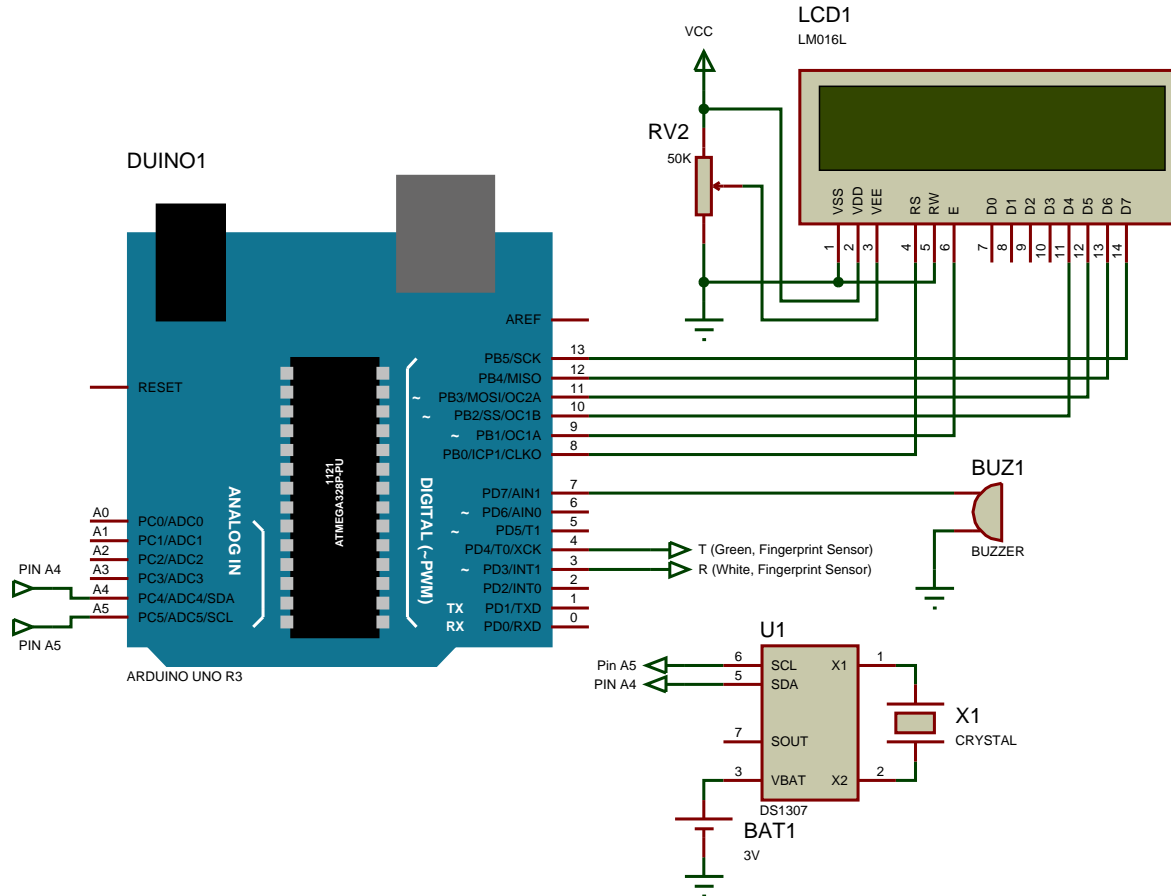 LCD1
LM016L
VCC
RV2
50K
VSS
VDD
VEE
RS
RW
E
D0
D1
D2
D3
D4
D5
D6
D7
1
2
3
4
5
6
7
8
9
10
11
12
13
14
DUINO1
AREF
RESET
PB5/SCK 13
PB4/MISO 12
~ PB3/MOSI/OC2A 11
~ PB2/SS/OC1B 10
~ PB1/OC1A 9
PB0/ICP1/CLKO 8
1121
ATMEGA328P-PU
DIGITAL (~PWM)
ANALOG IN
PD7/AIN1 7
~ PD6/AIN0 6
~ PD5/T1 5
PD4/T0/XCK 4
~ PD3/INT1 3
PD2/INT0 2
TX PD1/TXD 1
RX PD0/RXD 0
A0 PC0/ADC0
A1 PC1/ADC1
A2 PC2/ADC2
A3 PC3/ADC3
A4 PC4/ADC4/SDA
A5 PC5/ADC5/SCL
PIN A4
PIN A5
ARDUINO UNO R3
BUZ1
BUZZER
T (Green, Fingerprint Sensor)
R (White, Fingerprint Sensor)
U1
Pin A5
PIN A4
6 SCL X1 1
5 SDA
7 SOUT
3 VBAT X2 2
DS1307
X1
CRYSTAL
BAT1
3V